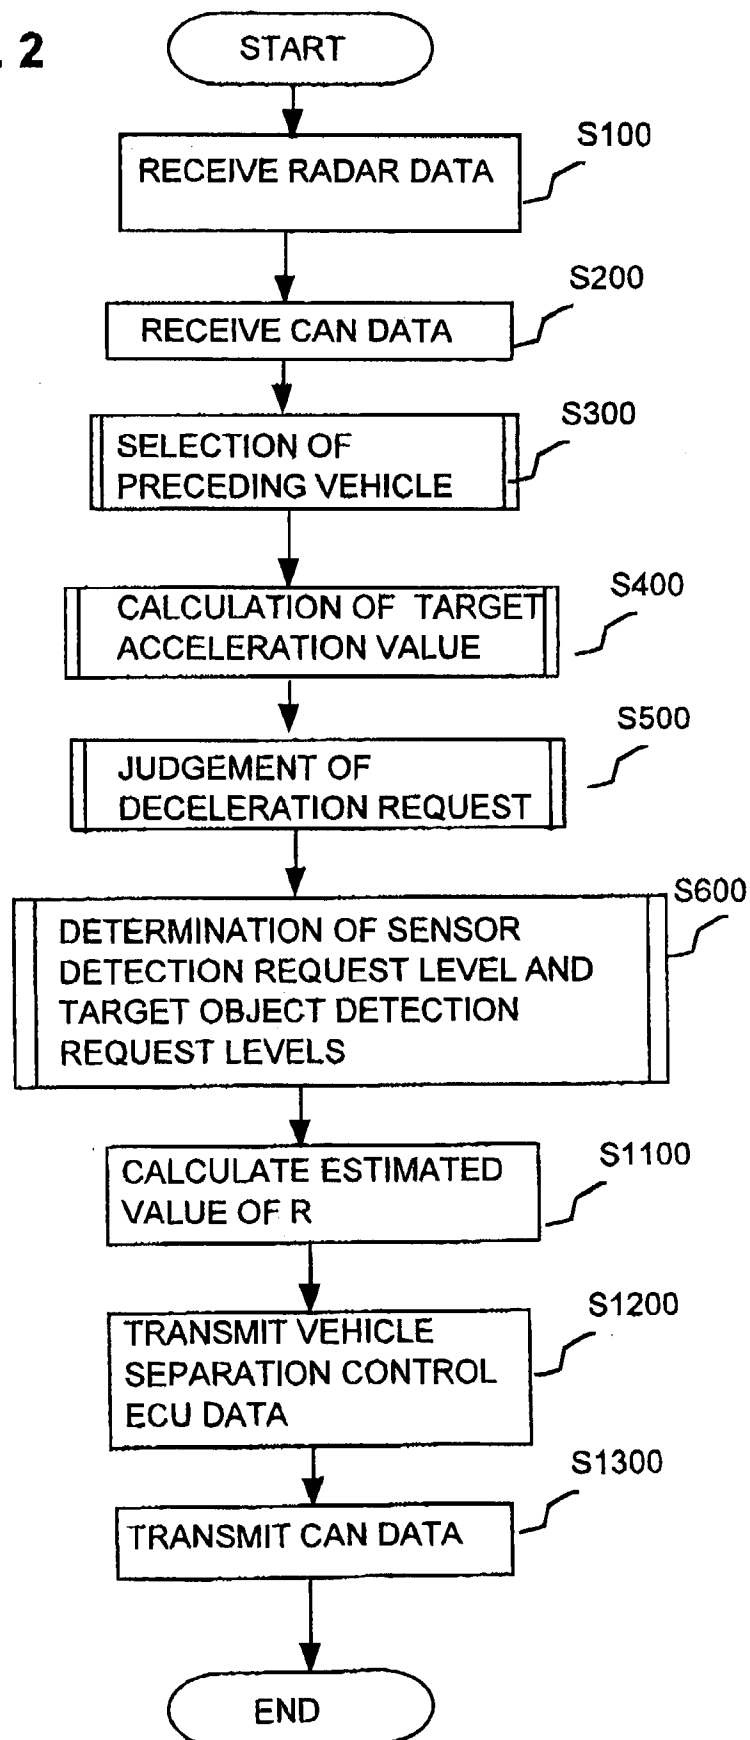 . 2
START
S100
RECEIVE RADAR DATA
S200
RECEIVE CAN DATA
S300
SELECTION OF
PRECEDING VEHICLE
S400
CALCULATION OF TARGET
ACCELERATION VALUE
S500
JUDGEMENT OF
DECELERATION REQUEST
S600
DETERMINATION OF SENSOR
DETECTION REQUEST LEVEL AND
TARGET OBJECT DETECTION
REQUEST LEVELS
S1100
CALCULATE ESTIMATED
VALUE OF R
S1200
TRANSMIT VEHICLE
SEPARATION CONTROL
ECU DATA
S1300
TRANSMIT CAN DATA
END